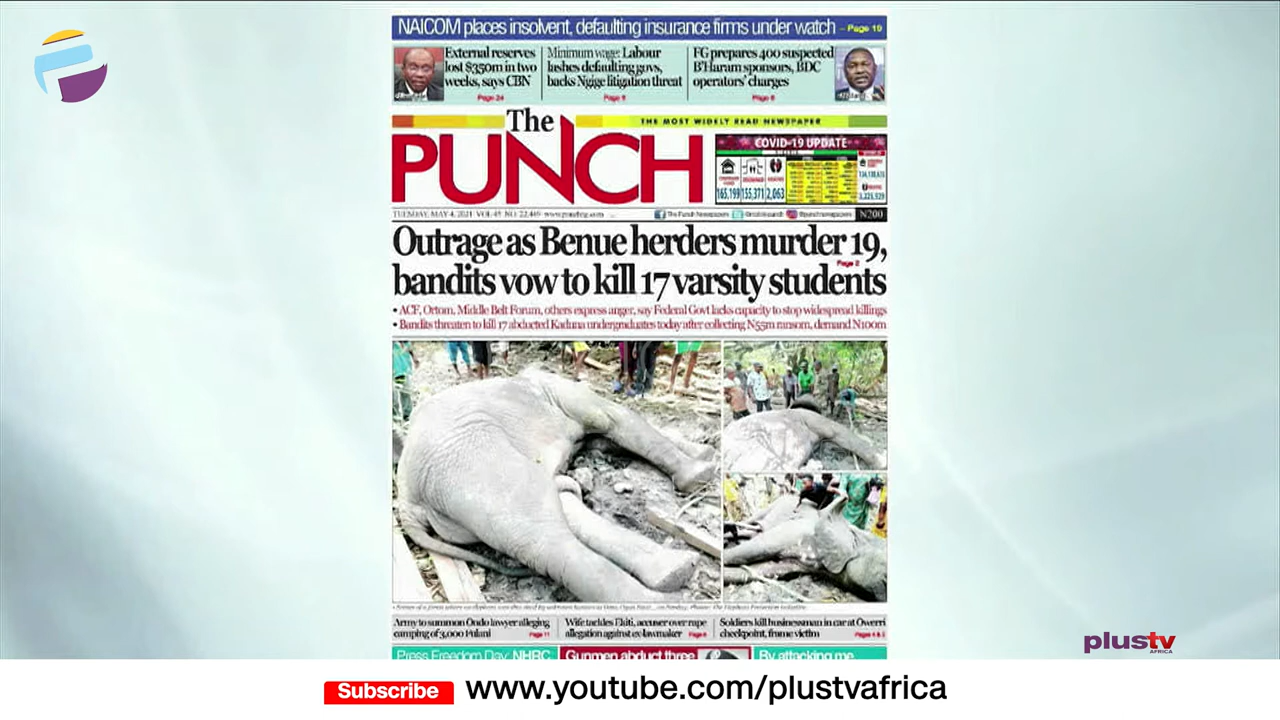 NAICOM places insolvent, defaulting insurance firms under watch – Page 19
External reserves
lost $350m in two
weeks, says CBN
Page 24
Minimum wage: Labour
lashes defaulting govs,
backs Ngige litigation threat
FG prepares 400 suspected
B'Haram sponsors, BDC
operators' charges
The
PUNCH
THE MOST WIDELY READ NEWSPAPER
COVID-19 UPDATE
165,199 155,371 2,063
TUESDAY, MAY 4, 2021 VOL. 45 NO. 22,
The Punch Newspapers
N200
Outrage as Benue herders murder 19,
Page 2
bandits vow to kill 17 varsity students
• ACF, Ortom, Middle Belt Forum, others express anger, say Federal Govt lacks capacity to stop widespread killings
• Bandits threaten to kill 17 abducted Kaduna undergraduates today after collecting N55m ransom, demand N100m
Army to summon Ondo lawyer alleging
camping of 3,000 Fulani Page 11
Wife tackles Ekiti, accuser over rape
allegation against ex-lawmaker
Soldiers kill businessman in car at Owerri
checkpoint, frame victim
Press Freedom Day: NHRC
Gunmen abduct three
By attacking me,
plustv
AFRICA
Subscribe www.youtube.com/plustvafrica